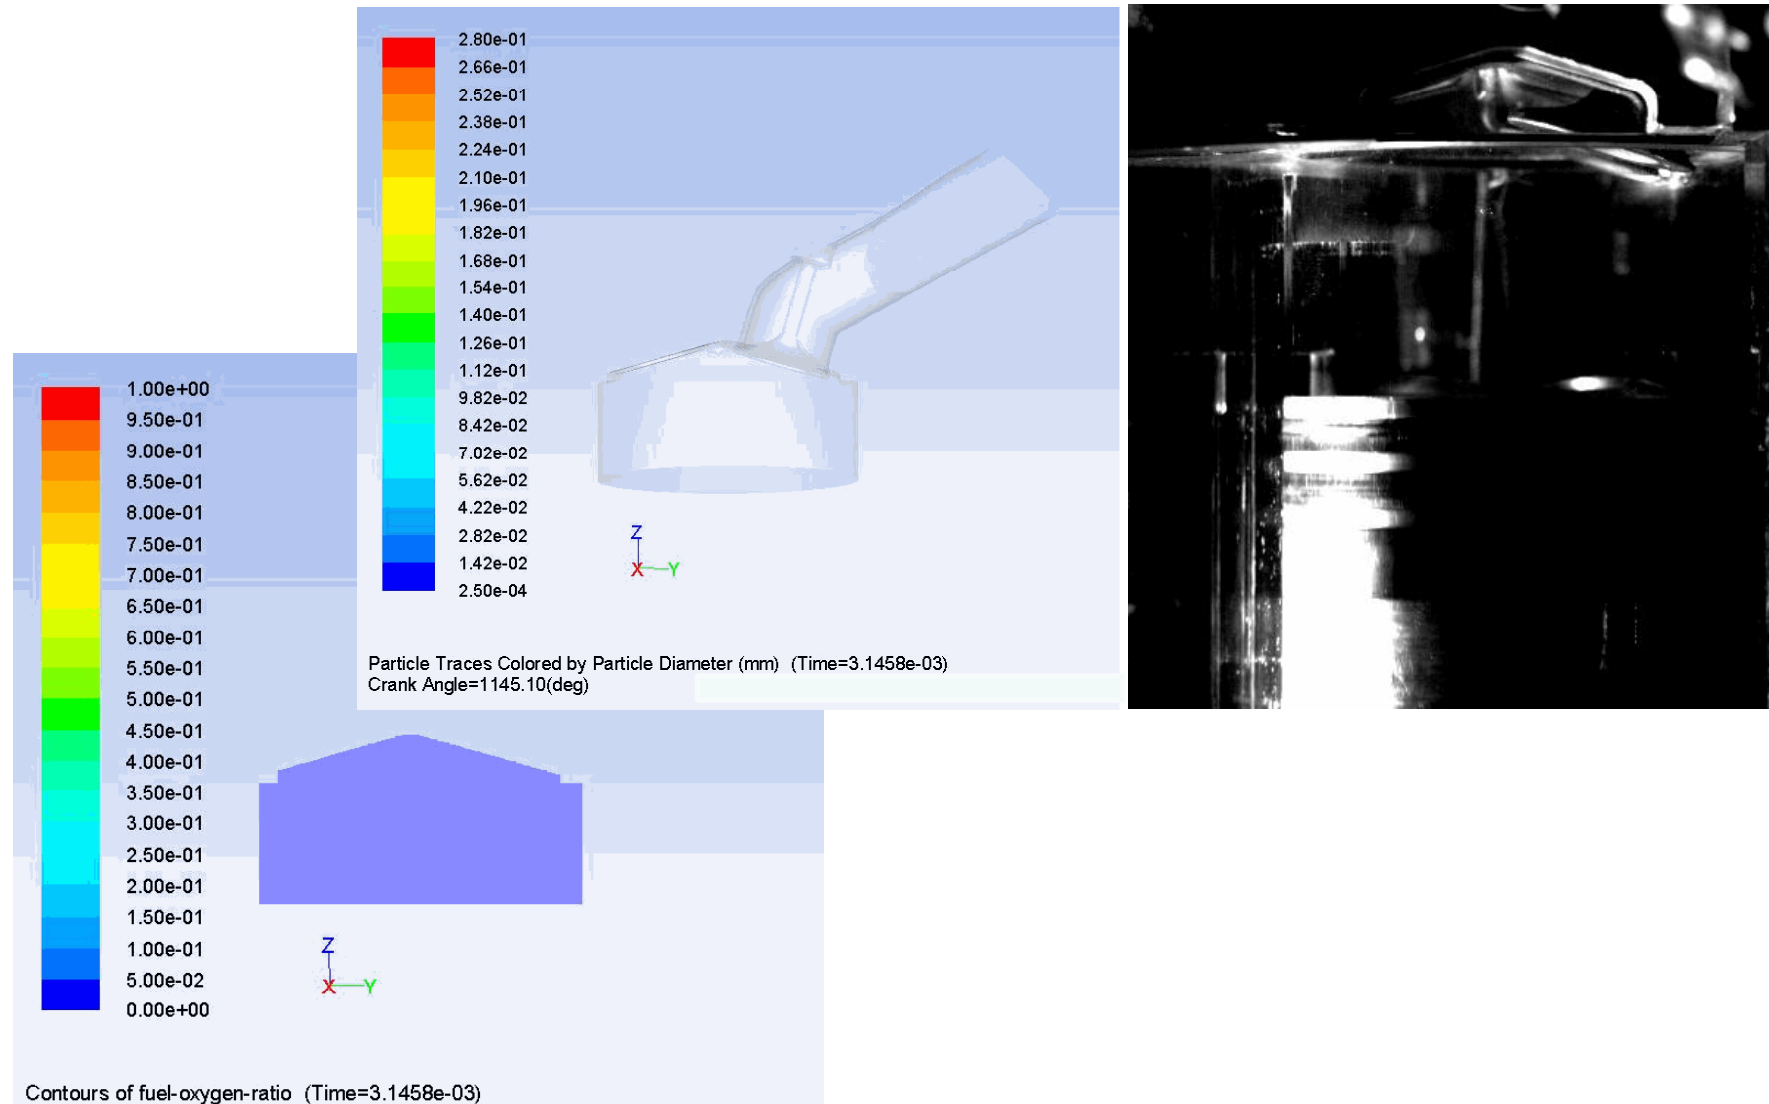 2.80e-01
2.66e-01
2.52e-01
2.38e-01
2.24e-01
2.10e-01
1.96e-01
1.82e-01
1.68e-01
1.54e-01
1.40e-01
1.26e-01
1.12e-01
9.82e-02
8.42e-02
7.02e-02
5.62e-02
4.22e-02
2.82e-02
1.42e-02
2.50e-04
Z
X Y
Particle Traces Colored by Particle Diameter (mm) (Time=3.1458e-03)
Crank Angle=1145.10(deg)
1.00e+00
9.50e-01
9.00e-01
8.50e-01
8.00e-01
7.50e-01
7.00e-01
6.50e-01
6.00e-01
5.50e-01
5.00e-01
4.50e-01
4.00e-01
3.50e-01
3.00e-01
2.50e-01
2.00e-01
1.50e-01
1.00e-01
5.00e-02
0.00e+00
Z
X Y
Contours of fuel-oxygen-ratio (Time=3.1458e-03)